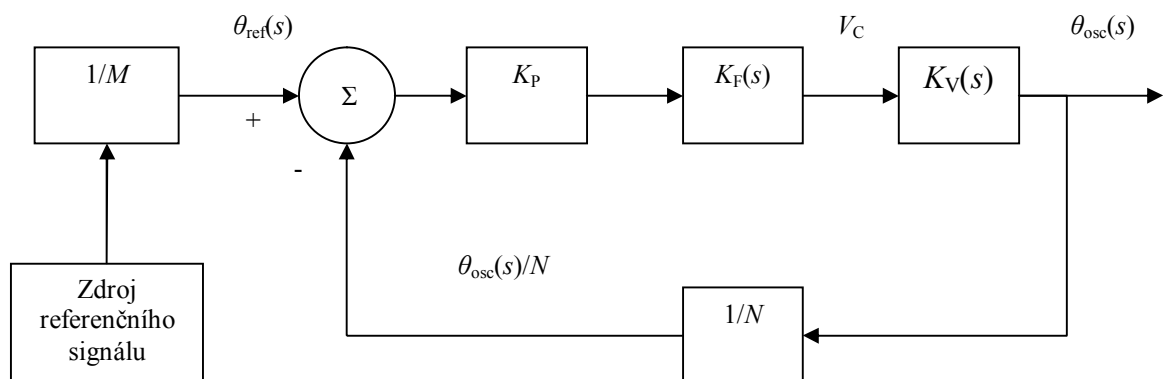 θref(s)
VC
θosc(s)
1/M
Σ
KP
KF(s)
KV(s)
+
-
θosc(s)/N
Zdroj
referenčního
signálu
1/N